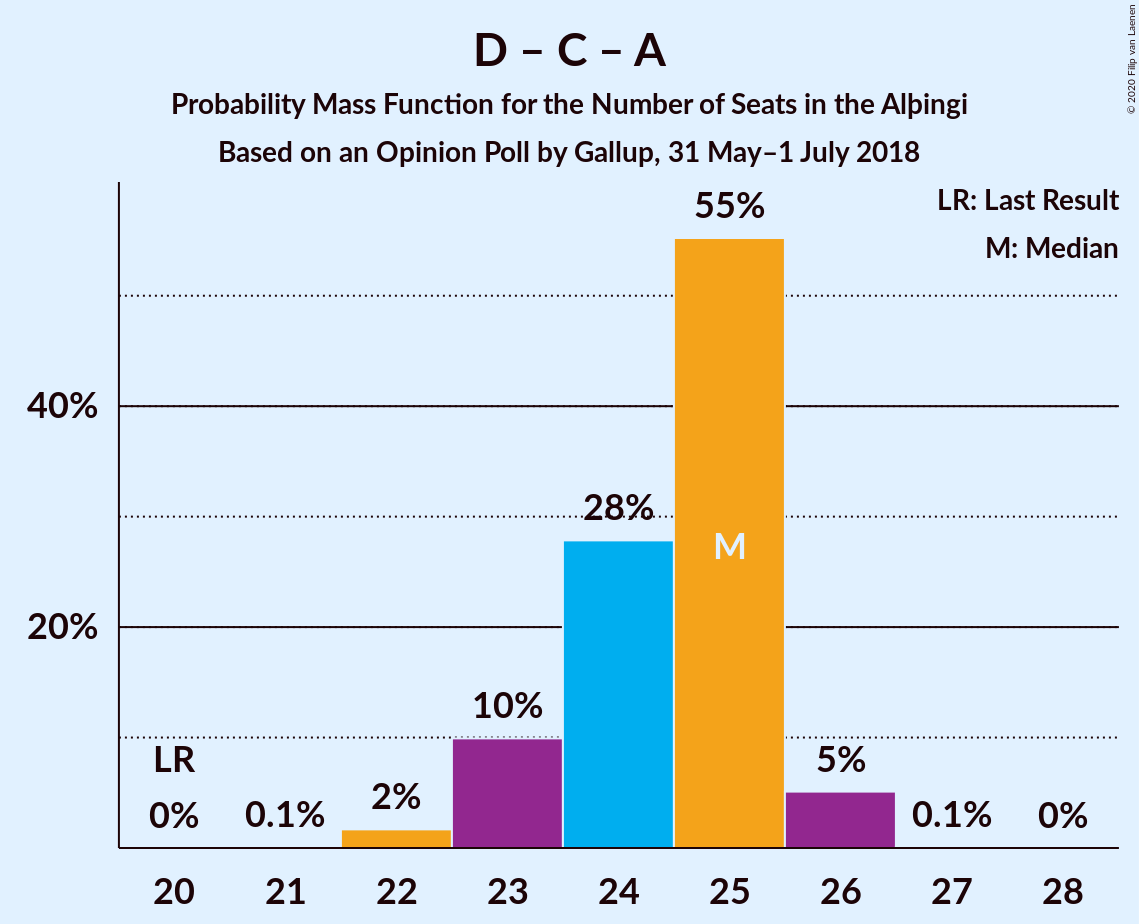 D – C – A
Probability Mass Function for the Number of Seats in the Alþingi
Based on an Opinion Poll by Gallup, 31 May–1 July 2018
© 2020 Filip van Laenen
LR: Last Result
M: Median
55%
40%
28%
M
20%
10%
LR
5%
2%
0%
0.1%
0.1%
0%
20 21 22 23 24 25 26 27 28